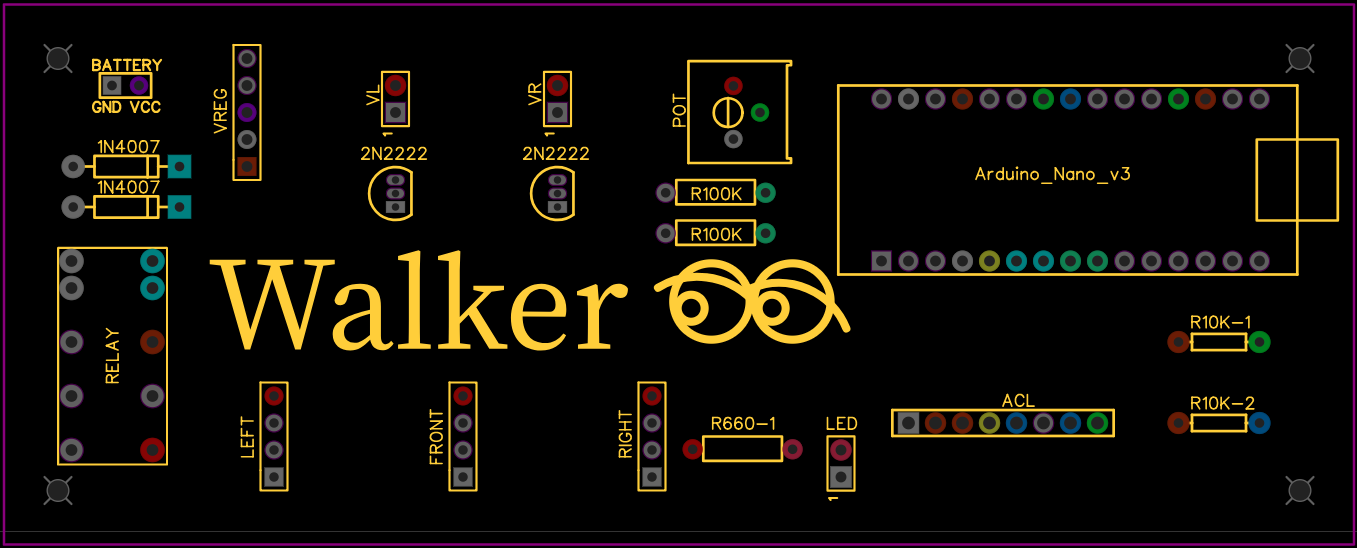 BATTERY
GND VCC
VREG
VL
1
VR
1
POT
1N4007
1N4007
2N2222
2N2222
R100K
R100K
Arduino_Nano_v3
Walker
RELAY
R10K-1
R10K-2
LEFT
FRONT
RIGHT
R660-1
LED
1
ACL